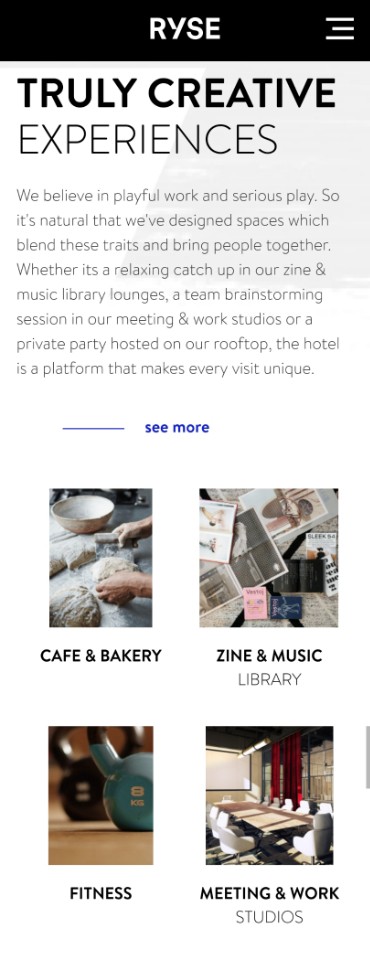 RYSE
TRULY CREATIVE
EXPERIENCES
We believe in playful work and serious play. So
it's natural that we've designed spaces which
blend these traits and bring people together.
Whether its a relaxing catch up in our zine &
music library lounges, a team brainstorming
session in our meeting & work studios or a
private party hosted on our rooftop, the hotel
is a platform that makes every visit unique.
see more
SLEEK 64
CAFE & BAKERY
ZINE & MUSIC
LIBRARY
8
KG
FITNESS
MEETING & WORK
STUDIOS